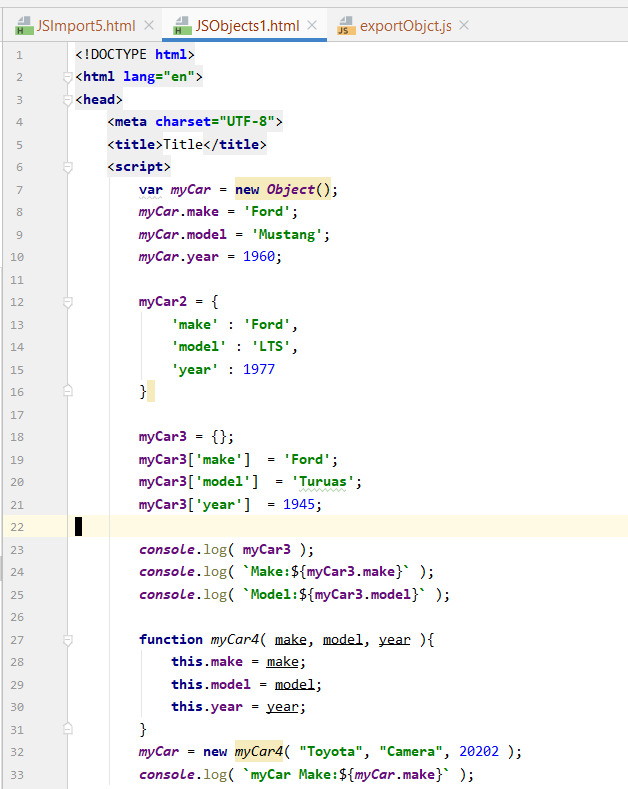 JSImport5.html JSObjects1.html exportObjct.js
1 <!DOCTYPE html>
2 <html lang="en">
3 <head>
4 <meta charset="UTF-8">
5 <title>Title</title>
6 <script>
7 var myCar = new Object();
8 myCar.make = 'Ford';
9 myCar.model = 'Mustang';
10 myCar.year = 1960;
11
12 myCar2 = {
13 'make' : 'Ford',
14 'model' : 'LTS',
15 'year' : 1977
16 }
17
18 myCar3 = {};
19 myCar3['make']  = 'Ford';
20 myCar3['model']  = 'Turuas';
21 myCar3['year']  = 1945;
22
23 console.log( myCar3 );
24 console.log( `Make:${myCar3.make}` );
25 console.log( `Model:${myCar3.model}` );
26
27 function myCar4( make, model, year ){
28 this.make = make;
29 this.model = model;
30 this.year = year;
31 }
32 myCar = new myCar4( "Toyota", "Camera", 20202 );
33 console.log( `myCar Make:${myCar.make}` );